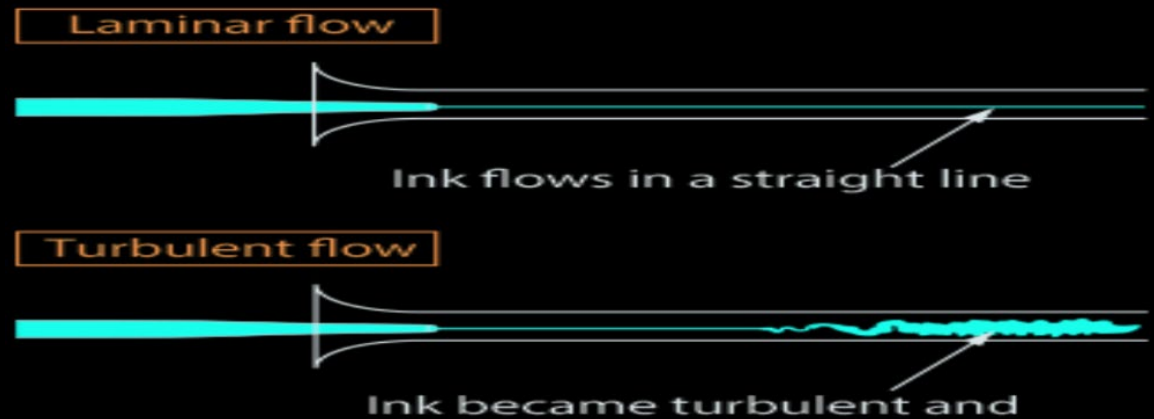 Laminar flow
Ink flows in a straight line
Turbulent flow
Ink became turbulent and